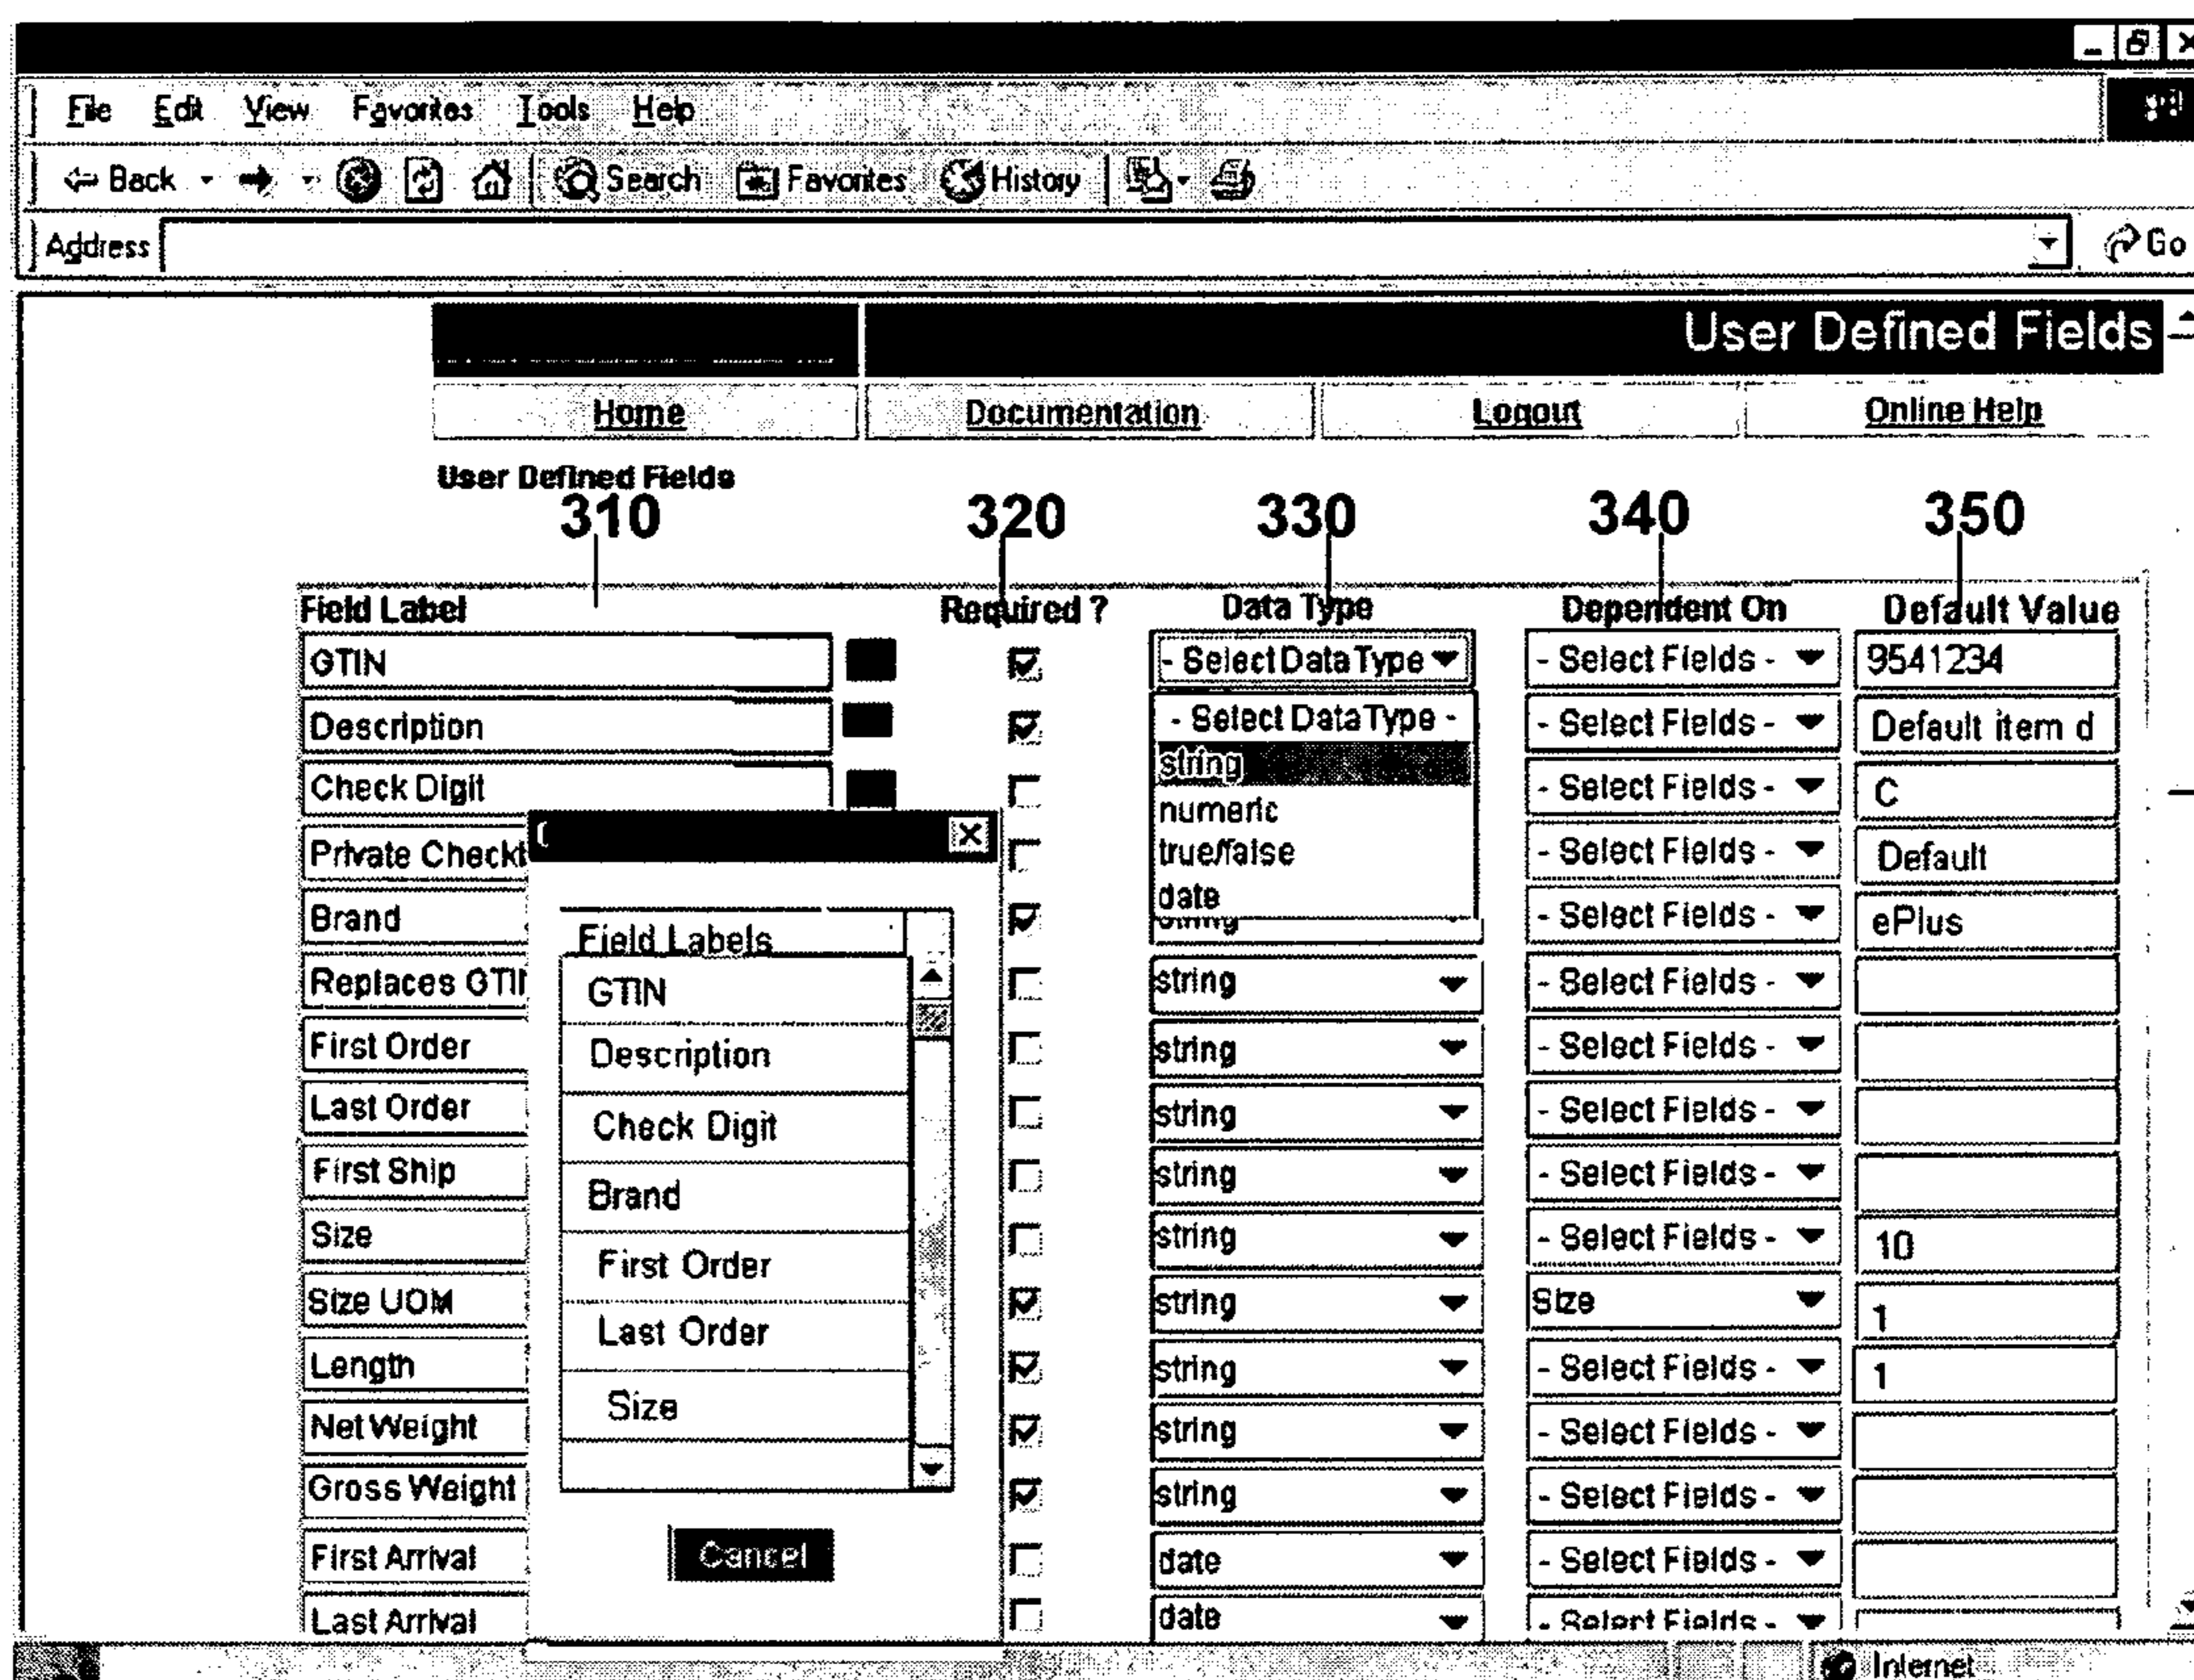 File Edit View Favorites Tools Help
Back Search Favorites History
Address Go
User Defined Fields
Home Documentation Logout Online Help
User Defined Fields
310 320 330 340 350
Field Label Required ? Data Type Dependent On Default Value
GTIN - Select Data Type - Select Fields - 9541234
Description - Select Data Type - - Select Fields - Default item d
string
Check Digit - Select Fields - C
numeric
Private Checkt true/false - Select Fields - Default
date
Brand string - Select Fields - ePlus
Replaces GTI string - Select Fields -
First Order string - Select Fields -
Last Order string - Select Fields -
First Ship string - Select Fields -
Size string - Select Fields - 10
Size UOM string Size 1
Length string - Select Fields - 1
Net Weight string - Select Fields -
Gross Weight string - Select Fields -
First Arrival date - Select Fields -
Last Arrival date - Select Fields -
Field Labels
GTIN
Description
Check Digit
Brand
First Order
Last Order
Size
Cancel
Internet